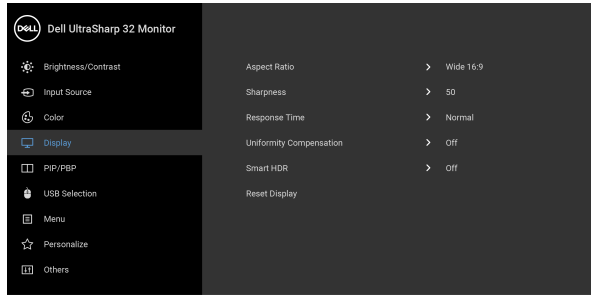 DELL Dell UltraSharp 32 Monitor
Brightness/Contrast
Input Source
Color
Display
PIP/PBP
USB Selection
Menu
Personalize
Others
Aspect Ratio > Wide 16:9
Sharpness > 50
Response Time > Normal
Uniformity Compensation > Off
Smart HDR > Off
Reset Display